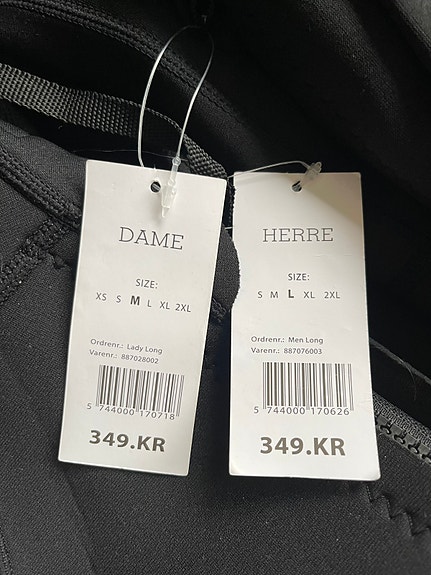 DAME
SIZE:
XS S M L XL 2XL
Ordrenr.: Lady Long
Varenr.: 887028002
5 744000 170718
349.KR
HERRE
SIZE:
S M L XL 2XL
Ordrenr.: Men Long
Varenr.: 887076003
5 744000 170626
349.KR